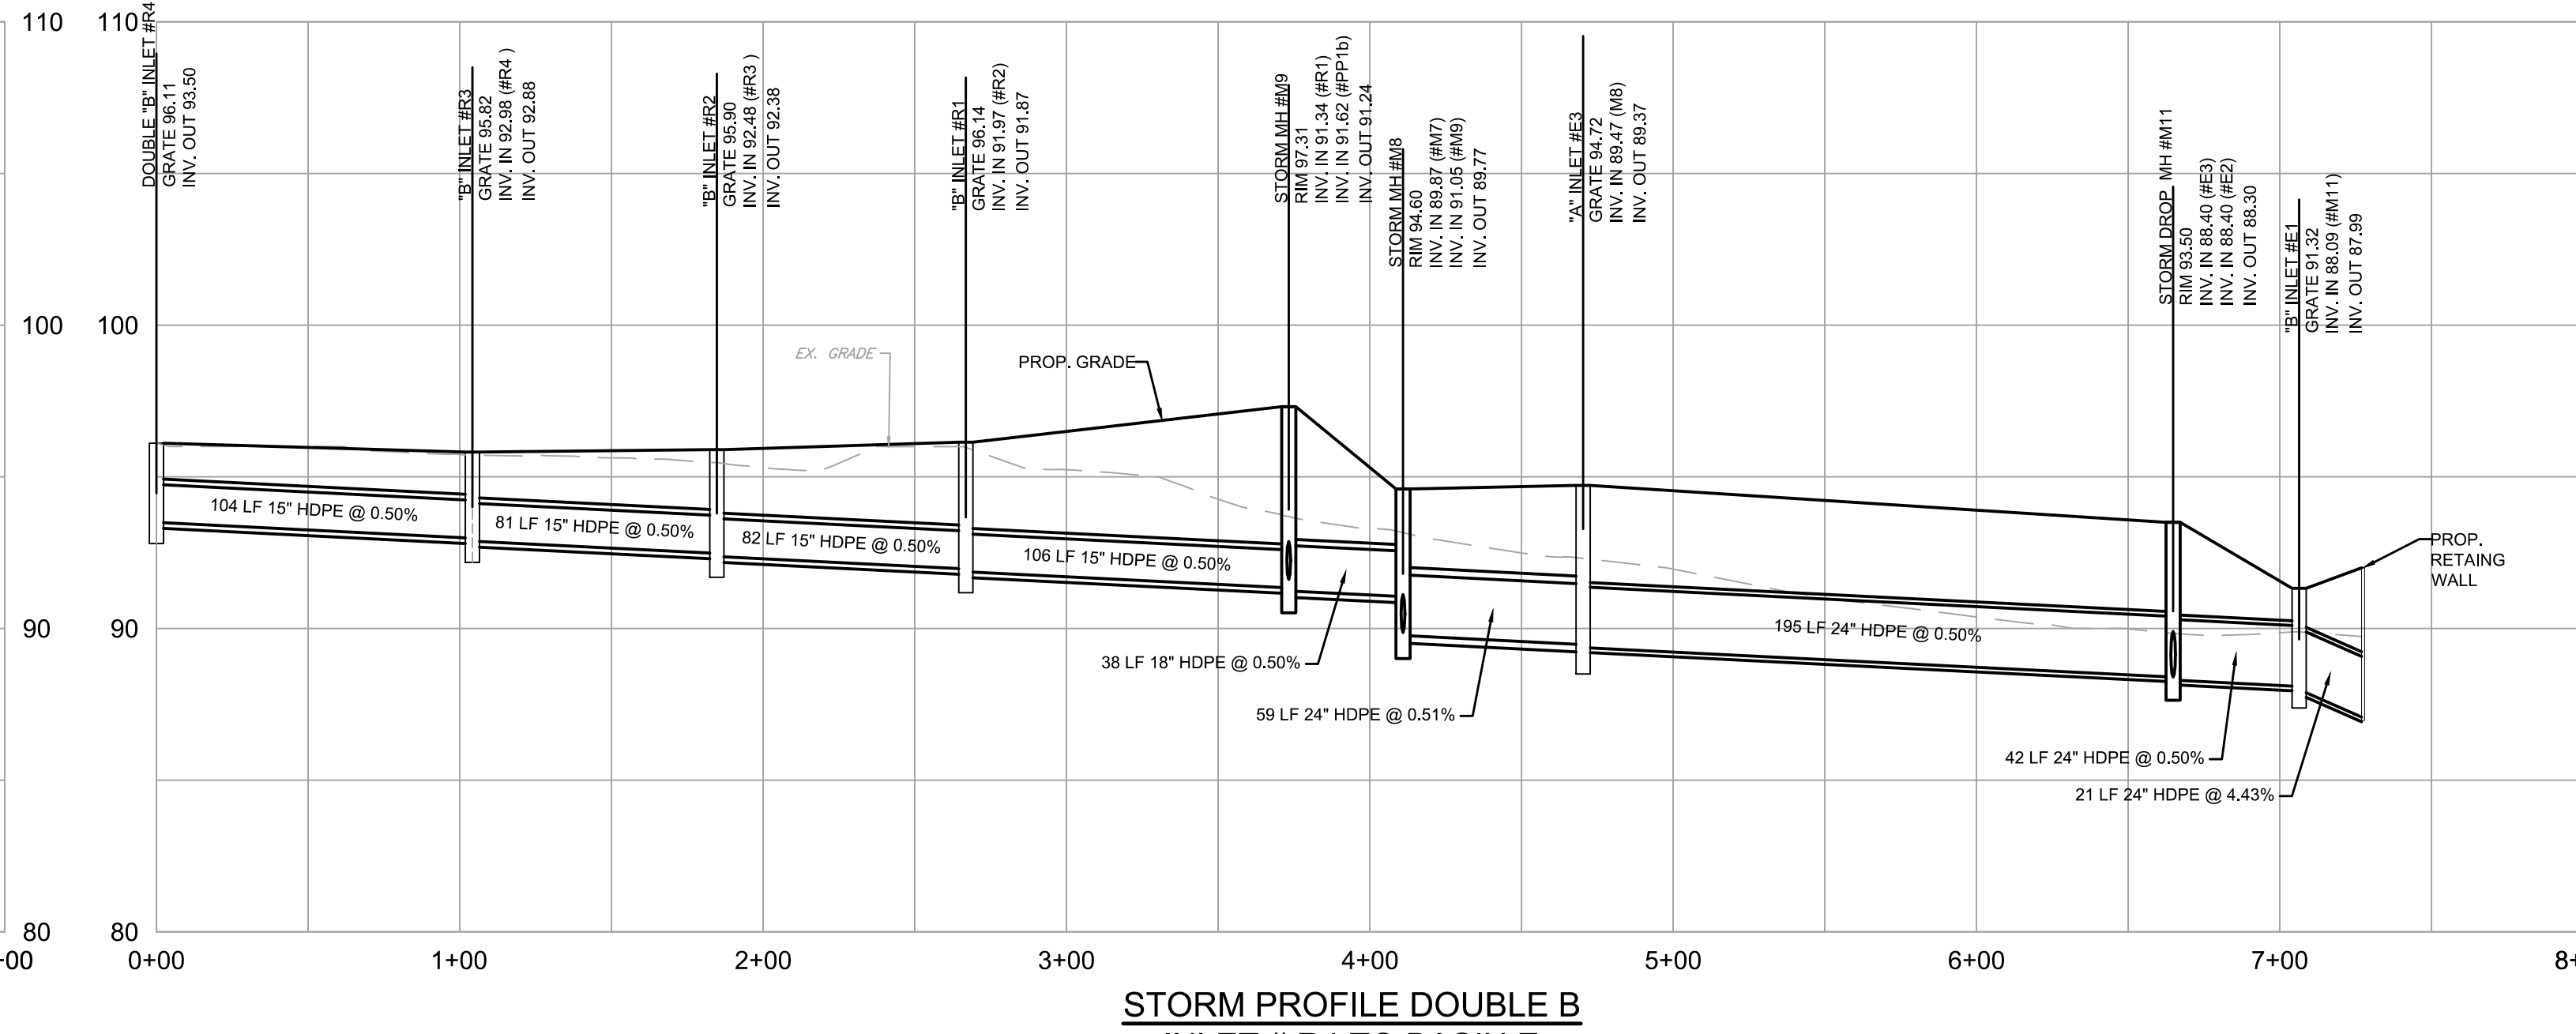 110
110
100
100
90
90
80
80
DOUBLE "B" INLET #R4
GRATE 96.11
INV. OUT 93.50
"B" INLET #R3
GRATE 95.82
INV. IN 92.98 (#R4 )
INV. OUT 92.88
"B" INLET #R2
GRATE 95.90
INV. IN 92.48 (#R3 )
INV. OUT 92.38
"B" INLET #R1
GRATE 96.14
INV. IN 91.97 (#R2)
INV. OUT 91.87
STORM MH #M9
RIM 97.31
INV. IN 91.34 (#R1)
INV. IN 91.62 (#PP1b)
INV. OUT 91.24
STORM MH #M8
RIM 94.60
INV. IN 89.87 (#M7)
INV. IN 91.05 (#M9)
INV. OUT 89.77
"A" INLET #E3
GRATE 94.72
INV. IN 89.47 (M8)
INV. OUT 89.37
STORM DROP MH #M11
RIM 93.50
INV. IN 88.40 (#E3)
INV. IN 88.40 (#E2)
INV. OUT 88.30
"B" INLET #E1
GRATE 91.32
INV. IN 88.09 (#M11)
INV. OUT 87.99
EX. GRADE
PROP. GRADE
104 LF 15" HDPE @ 0.50%
81 LF 15" HDPE @ 0.50%
82 LF 15" HDPE @ 0.50%
106 LF 15" HDPE @ 0.50%
38 LF 18" HDPE @ 0.50%
59 LF 24" HDPE @ 0.51%
195 LF 24" HDPE @ 0.50%
42 LF 24" HDPE @ 0.50%
21 LF 24" HDPE @ 4.43%
PROP.
RETAING
WALL
+00
0+00
1+00
2+00
3+00
4+00
5+00
6+00
7+00
8+
STORM PROFILE DOUBLE B